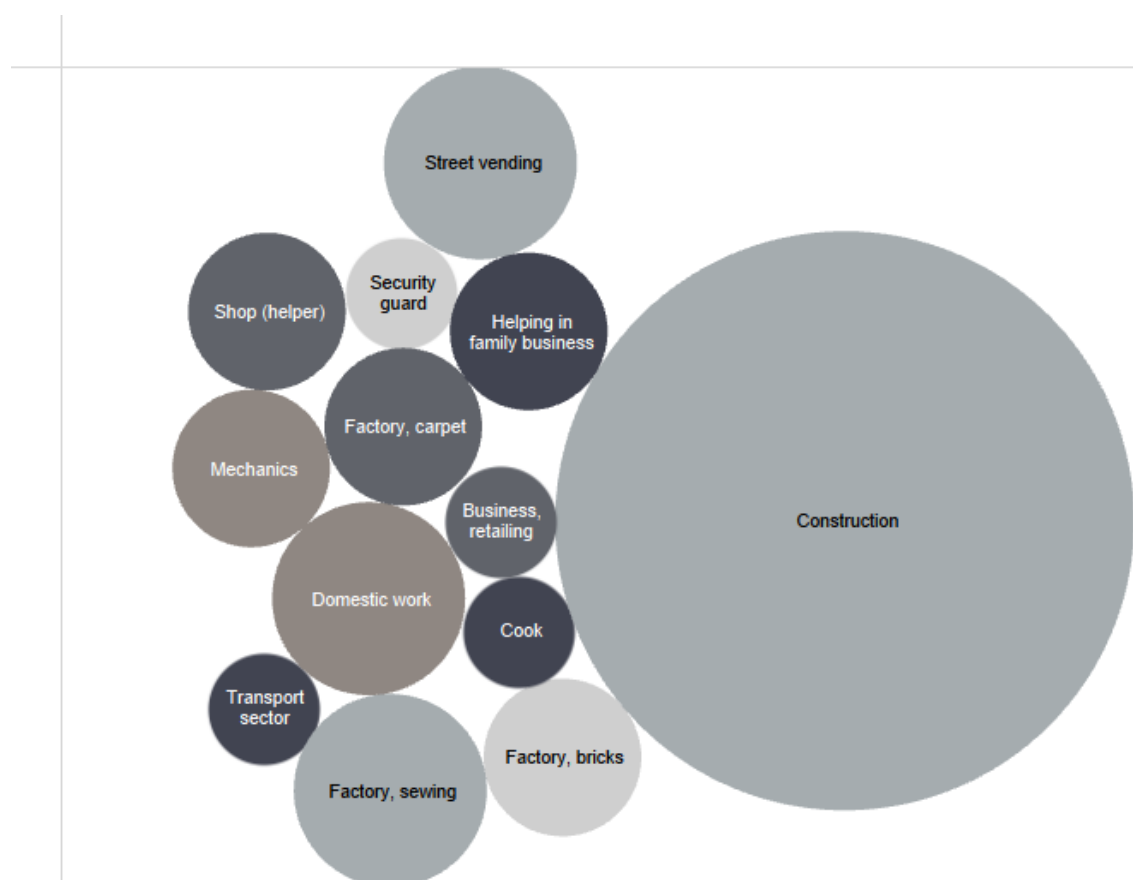 Street vending
Security
guard
Shop (helper)
Helping in
family business
Factory, carpet
Mechanics
Business,
retailing
Construction
Domestic work
Cook
Transport
sector
Factory, bricks
Factory, sewing